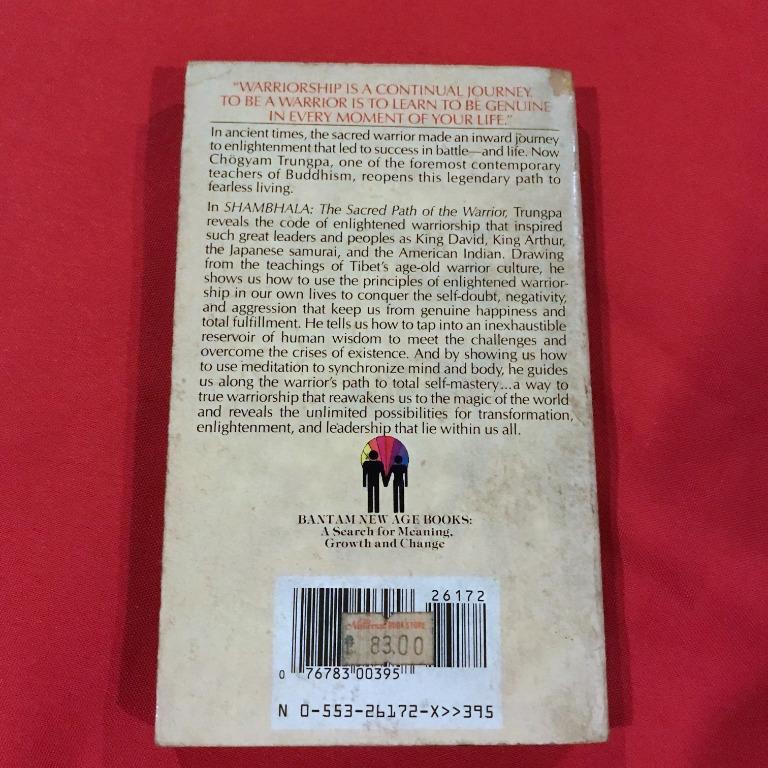 "WARRIORSHIP IS A CONTINUAL JOURNEY.
TO BE A WARRIOR IS TO LEARN TO BE GENUINE
IN EVERY MOMENT OF YOUR LIFE."
In ancient times, the sacred warrior made an inward journey
to enlightenment that led to success in battle—and life. Now
Chögyam Trungpa, one of the foremost contemporary
teachers of Buddhism, reopens this legendary path to
fearless living.
In SHAMBHALA: The Sacred Path of the Warrior, Trungpa
reveals the code of enlightened warriorship that inspired
such great leaders and peoples as King David, King Arthur,
the Japanese samurai, and the American Indian. Drawing
from the teachings of Tibet's age-old warrior culture, he
shows us how to use the principles of enlightened warrior-
ship in our own lives to conquer the self-doubt, negativity,
and aggression that keep us from genuine happiness and
total fulfillment. He tells us how to tap into an inexhaustible
reservoir of human wisdom to meet the challenges and
overcome the crises of existence. And by showing us how
to use meditation to synchronize mind and body, he guides
us along the warrior's path to total self-mastery...a way to
true warriorship that reawakens us to the magic of the world
and reveals the unlimited possibilities for transformation,
enlightenment, and leadership that lie within us all.
BANTAM NEW AGE BOOKS:
A Search for Meaning,
Growth and Change
26172
National BOOK STORE
₱ 83.00
0 76783 00395
N 0-553-26172-X>>395